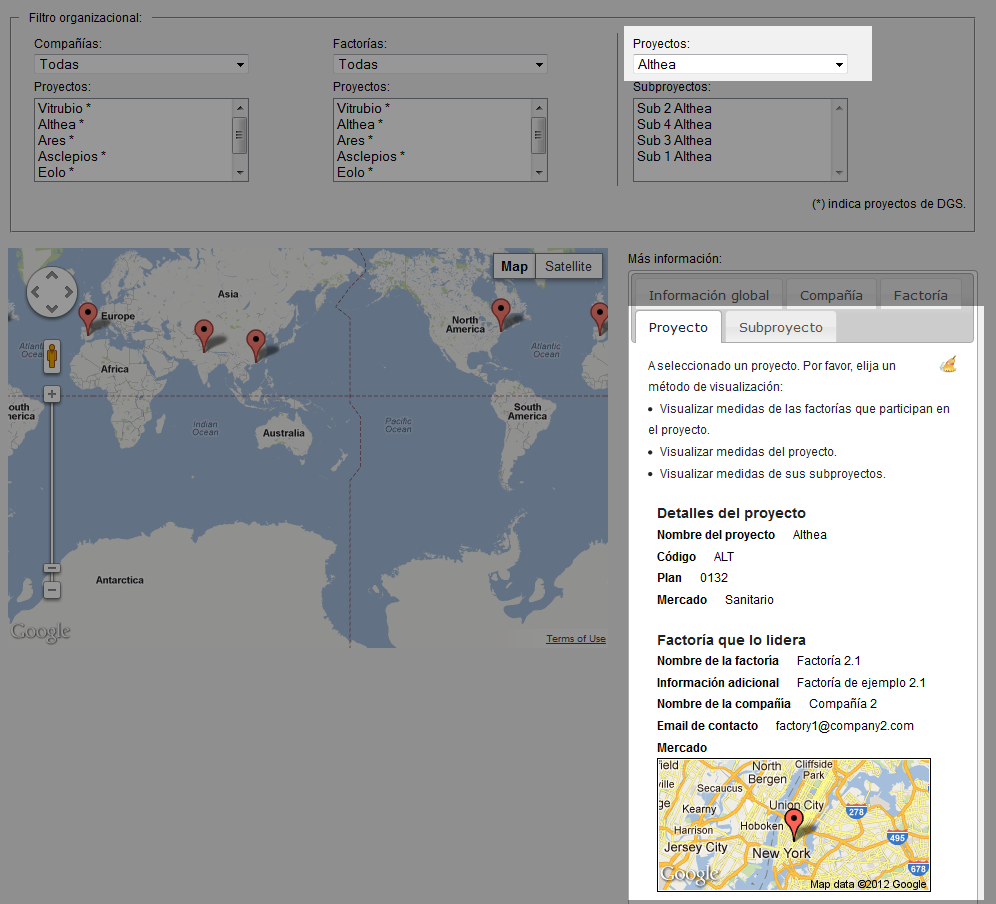 Filtro organizacional:
Compañías:
Todas
Proyectos:
Vitrubio *
Althea *
Ares *
Asclepios *
Eolo *
Factorías:
Todas
Proyectos:
Vitrubio *
Althea *
Ares *
Asclepios *
Eolo *
Proyectos:
Althea
Subproyectos:
Sub 2 Althea
Sub 4 Althea
Sub 3 Althea
Sub 1 Althea
(*) indica proyectos de DGS.
Map
Satellite
Asia
Europe
North
America
Atlantic
Ocean
Africa
South
America
Indian
Ocean
Australia
Pacific
Ocean
South
America
Antarctica
Google
Terms of Use
Más información:
Información global
Compañía
Factoría
Proyecto
Subproyecto
A seleccionado un proyecto. Por favor, elija un
método de visualización:
• Visualizar medidas de las factorías que participan en
el proyecto.
• Visualizar medidas del proyecto.
• Visualizar medidas de sus subproyectos.
Detalles del proyecto
Nombre del proyecto Althea
Código ALT
Plan 0132
Mercado Sanitario
Factoría que lo lidera
Nombre de la factoría Factoría 2.1
Información adicional Factoría de ejemplo 2.1
Nombre de la compañía Compañía 2
Email de contacto factory1@company2.com
Mercado
field
North
Bergen
Cliffside
Park
ville
Secaucus
Union City
ge
Kearny
278
Hoboken
Harrison
495
Jersey City
New York
678
Google
Map data ©2012 Google